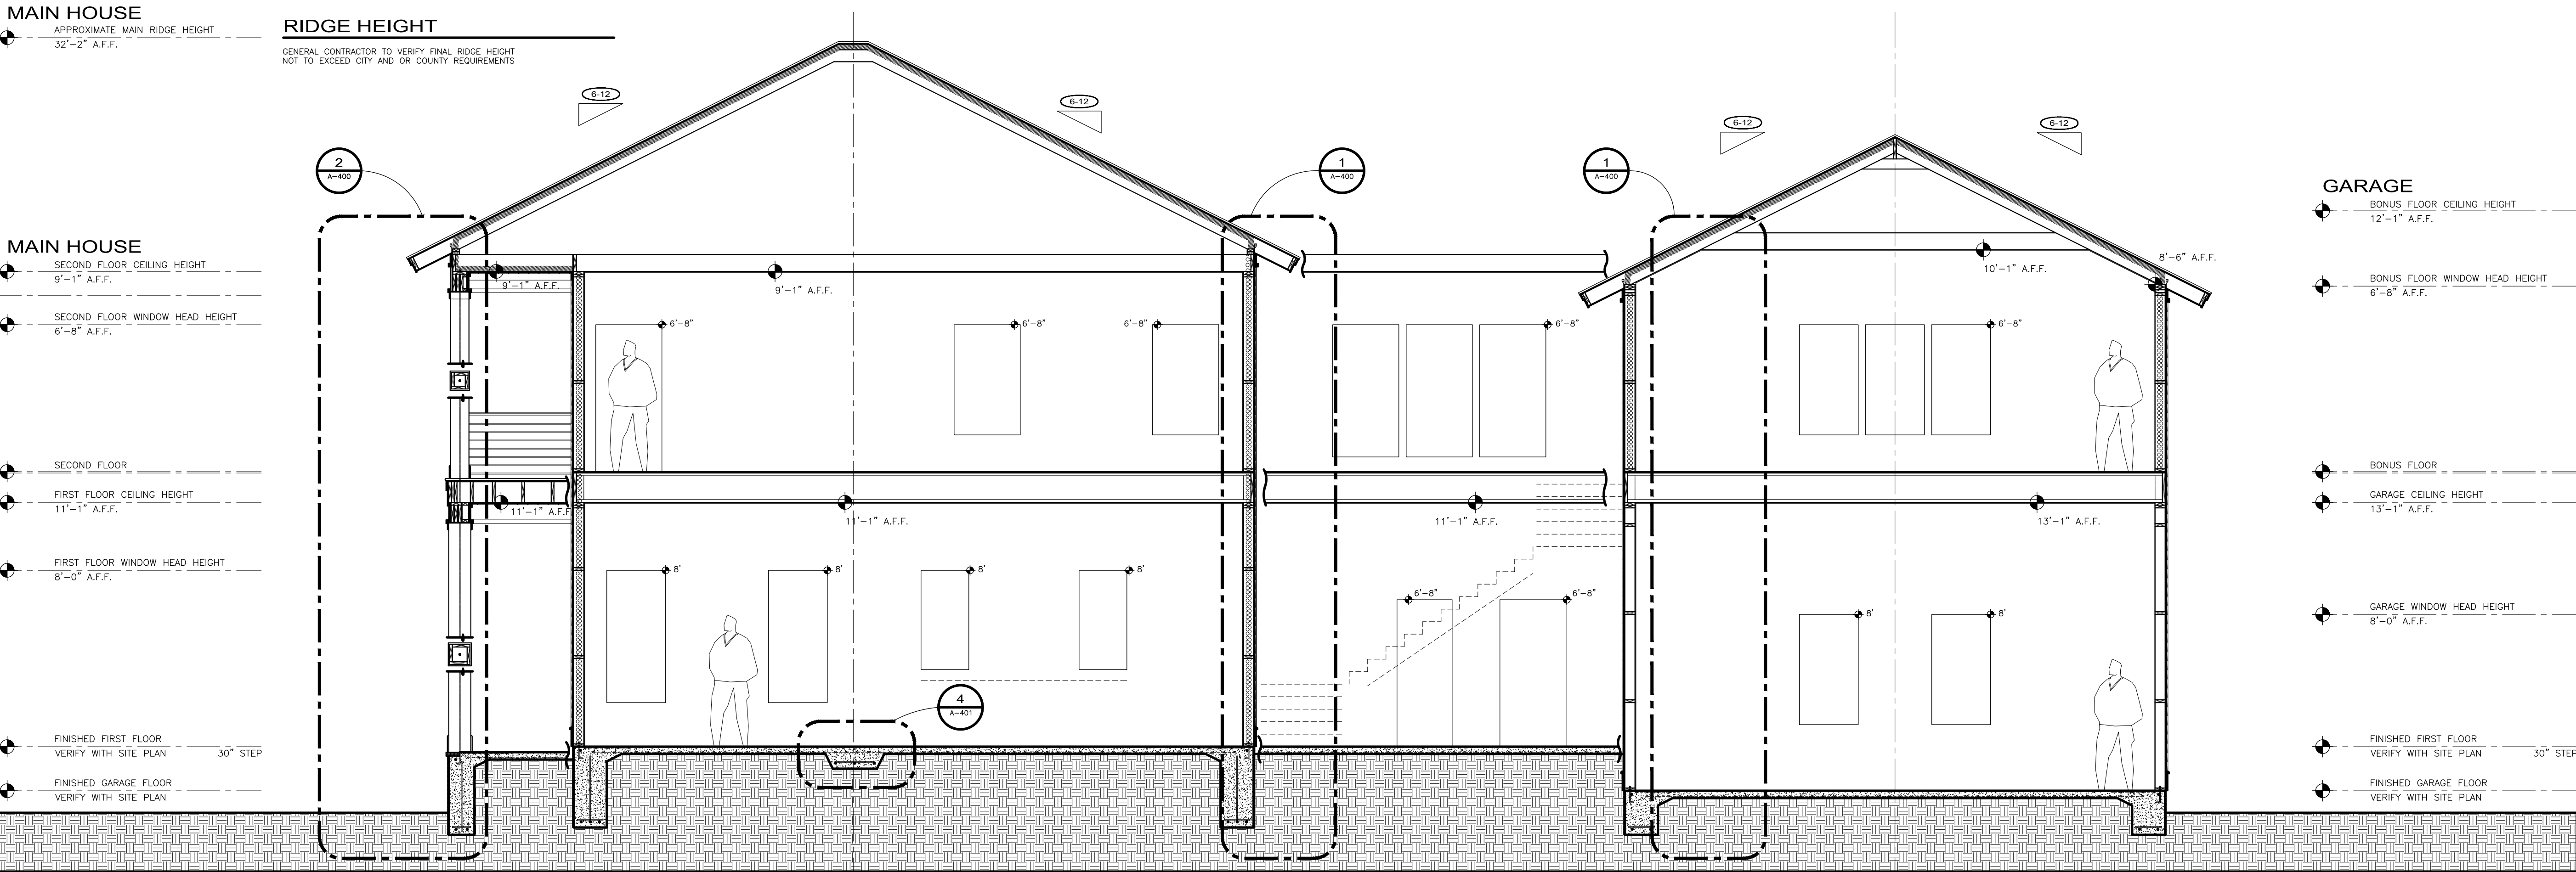 MAIN HOUSE
APPROXIMATE MAIN RIDGE HEIGHT
32'-2" A.F.F.
RIDGE HEIGHT
GENERAL CONTRACTOR TO VERIFY FINAL RIDGE HEIGHT
NOT TO EXCEED CITY AND OR COUNTY REQUIREMENTS
6-12
6-12
6-12
6-12
2
A-400
1
A-400
1
A-400
MAIN HOUSE
SECOND FLOOR CEILING HEIGHT
9'-1" A.F.F.
SECOND FLOOR WINDOW HEAD HEIGHT
6'-8" A.F.F.
SECOND FLOOR
FIRST FLOOR CEILING HEIGHT
11'-1" A.F.F.
FIRST FLOOR WINDOW HEAD HEIGHT
8'-0" A.F.F.
FINISHED FIRST FLOOR
VERIFY WITH SITE PLAN 30" STEP
FINISHED GARAGE FLOOR
VERIFY WITH SITE PLAN
9'-1" A.F.F.
9'-1" A.F.F.
10'-1" A.F.F.
8'-6" A.F.F.
6'-8"
6'-8"
6'-8"
6'-8"
6'-8"
11'-1" A.F.F.
11'-1" A.F.F.
11'-1" A.F.F.
13'-1" A.F.F.
8'
8'
8'
8'
6'-8"
6'-8"
8'
8'
4
A-401
GARAGE
BONUS FLOOR CEILING HEIGHT
12'-1" A.F.F.
BONUS FLOOR WINDOW HEAD HEIGHT
6'-8" A.F.F.
BONUS FLOOR
GARAGE CEILING HEIGHT
13'-1" A.F.F.
GARAGE WINDOW HEAD HEIGHT
8'-0" A.F.F.
FINISHED FIRST FLOOR
VERIFY WITH SITE PLAN 30" STEP
FINISHED GARAGE FLOOR
VERIFY WITH SITE PLAN